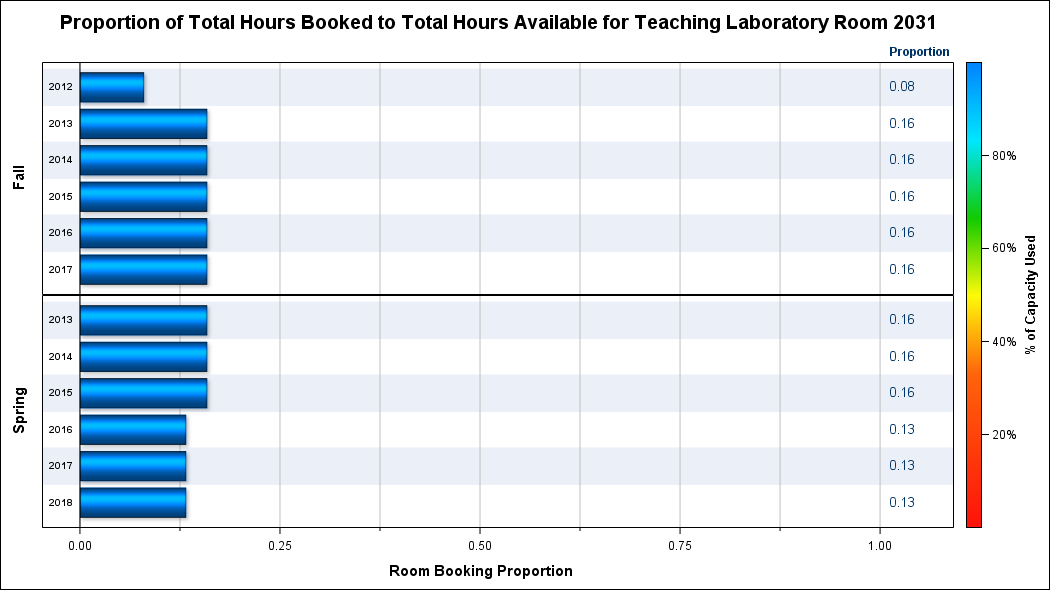 Proportion of Total Hours Booked to Total Hours Available for Teaching Laboratory Room 2031
Proportion
Fall
2012 0.08
2013 0.16
2014 0.16
2015 0.16
2016 0.16
2017 0.16
Spring
2013 0.16
2014 0.16
2015 0.16
2016 0.13
2017 0.13
2018 0.13
0.00 0.25 0.50 0.75 1.00
Room Booking Proportion
80%
60%
40%
20%
% of Capacity Used